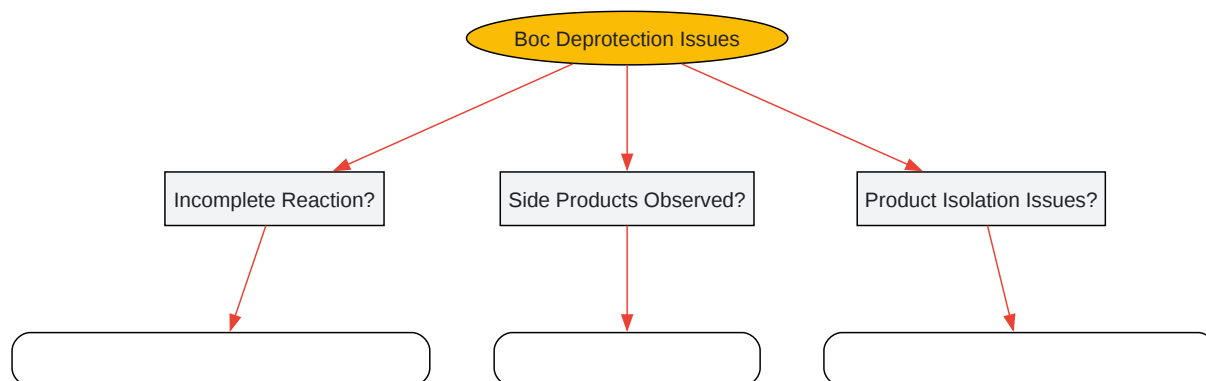 Boc Deprotection Issues
Incomplete Reaction?
Side Products Observed?
Product Isolation Issues?